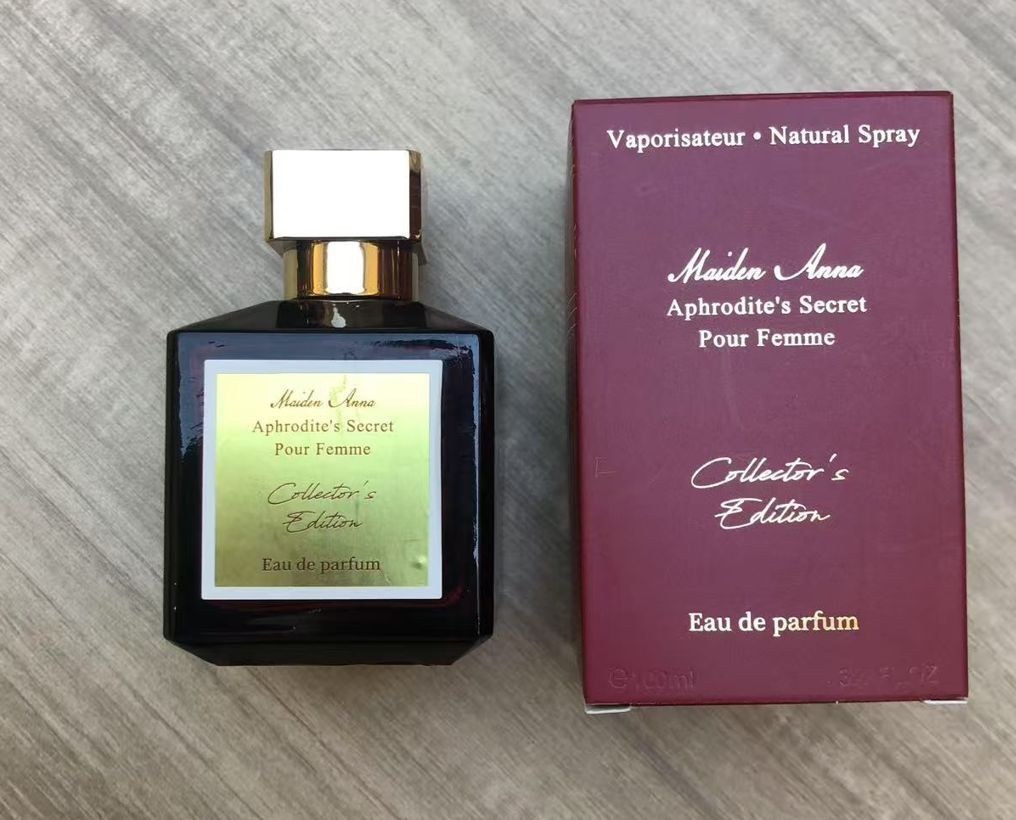 Maiden Anna
Aphrodite's Secret
Pour Femme
Collector's
Edition
Eau de parfum
Vaporisateur • Natural Spray
Maiden Anna
Aphrodite's Secret
Pour Femme
Collector's
Edition
Eau de parfum
100ml